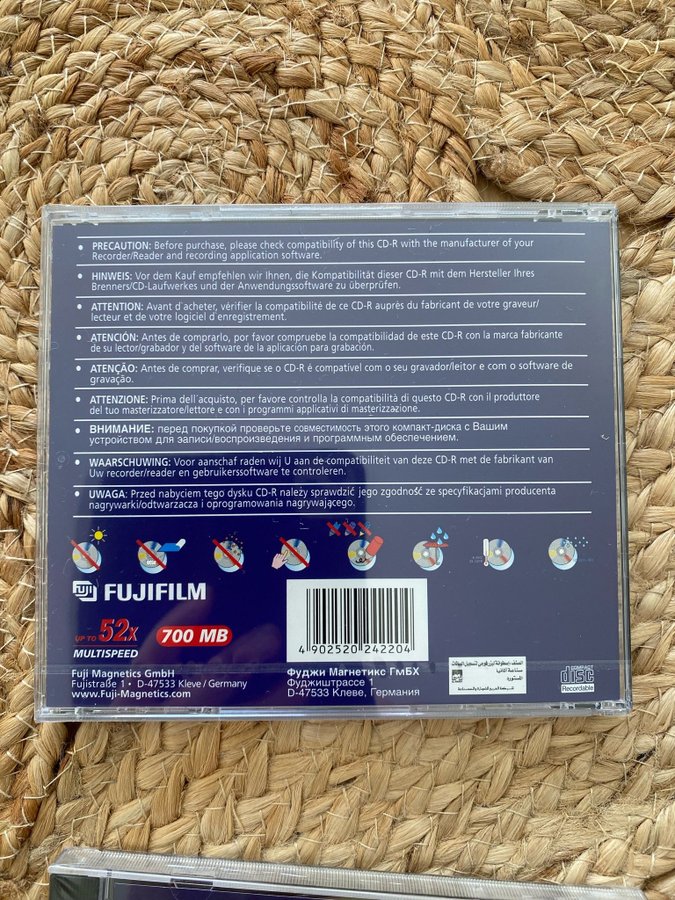 • PRECAUTION: Before purchase, please check compatibility of this CD-R with the manufacturer of your
Recorder/Reader and recording application software.
• HINWEIS: Vor dem Kauf empfehlen wir Ihnen, die Kompatibilität dieser CD-R mit dem Hersteller Ihres
Brenners/CD-Laufwerkes und der Anwendungssoftware zu überprüfen.
• ATTENTION: Avant d'acheter, vérifier la compatibilité de ce CD-R auprès du fabricant de votre graveur/
lecteur et de votre logiciel d'enregistrement.
• ATENCIÓN: Antes de comprarlo, por favor compruebe la compatibilidad de este CD-R con la marca fabricante
de su lector/grabador y del software de la aplicación para grabación.
• ATENÇÃO: Antes de comprar, verifique se o CD-R é compatível com o seu gravador/leitor e com o software de
gravação.
• ATTENZIONE: Prima dell'acquisto, per favore controlla la compatibilità di questo CD-R con il produttore
del tuo masterizzatore/lettore e con i programmi applicativi di masterizzazione.
• ВНИМАНИЕ: перед покупкой проверьте совместимость этого компакт-диска с Вашим
устройством для записи/воспроизведения и программным обеспечением.
• WAARSCHUWING: Voor aanschaf raden wij U aan de compatibiliteit van deze CD-R met de fabrikant van
Uw recorder/reader en gebruikerssoftware te controleren.
• UWAGA: Przed nabyciem tego dysku CD-R należy sprawdzić jego zgodność ze specyfikacjami producenta
nagrywarki/odtwarzacza i oprogramowania nagrywającego.
FUJI FUJIFILM
UP TO 52x
MULTISPEED
700 MB
4 902520 242204
Fuji Magnetics GmbH
Fujistraße 1 • D-47533 Kleve / Germany
www.Fuji-Magnetics.com
Фуджи Магнетикс ГмБХ
Фуджиштрассе 1
D-47533 Клеве, Германия
صناعة ألمانيا
المستورد
COMPACT
disc
Recordable